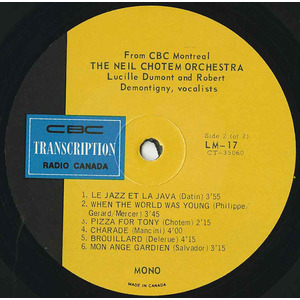 From CBC Montreal
THE NEIL CHOTEM ORCHESTRA
Lucille Dumont and Robert
Demontigny, vocalists
Side 2 (of 2)
LM-17
CT-35060
CBC
TRANSCRIPTION
RADIO CANADA
1. LE JAZZ ET LA JAVA (Datin) 3'55
2. WHEN THE WORLD WAS YOUNG (Philippe,
Gerard/Mercer) 3'45
3. PIZZA FOR TONY (Chotem) 2'15
4. CHARADE (Mancini) 4'00
5. BROUILLARD (Delerue) 4'15
6. MON ANGE GARDIEN (Salvador) 3'15
MONO
MADE IN CANADA